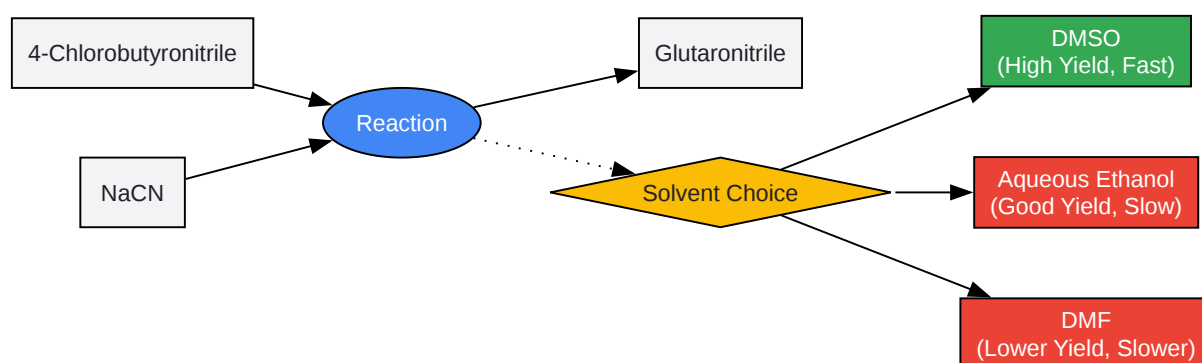 4-Chlorobutyronitrile
NaCN
Reaction
Glutaronitrile
Solvent Choice
DMSO
(High Yield, Fast)
Aqueous Ethanol
(Good Yield, Slow)
DMF
(Lower Yield, Slower)